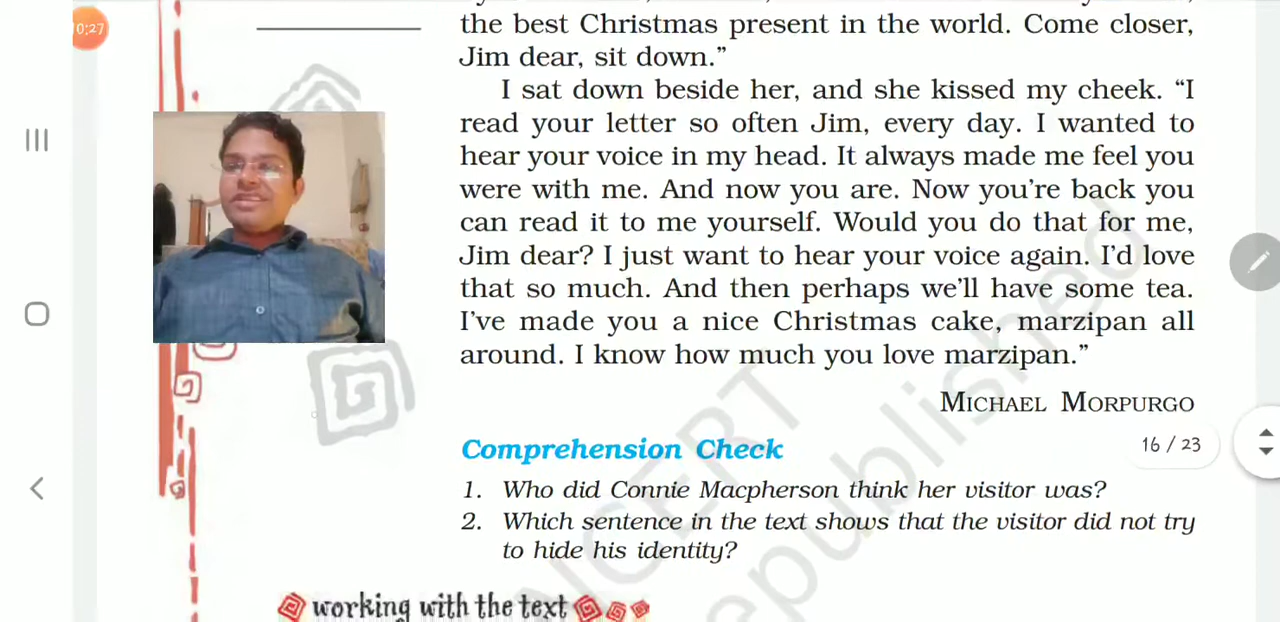 0:27
the best Christmas present in the world. Come closer,
Jim dear, sit down.”
I sat down beside her, and she kissed my cheek. “I
read your letter so often Jim, every day. I wanted to
hear your voice in my head. It always made me feel you
were with me. And now you are. Now you’re back you
can read it to me yourself. Would you do that for me,
Jim dear? I just want to hear your voice again. I’d love
that so much. And then perhaps we’ll have some tea.
I’ve made you a nice Christmas cake, marzipan all
around. I know how much you love marzipan.”
MICHAEL MORPURGO
Comprehension Check
16 / 23
1. Who did Connie Macpherson think her visitor was?
2. Which sentence in the text shows that the visitor did not try
to hide his identity?
working with the text
NCERT
republished